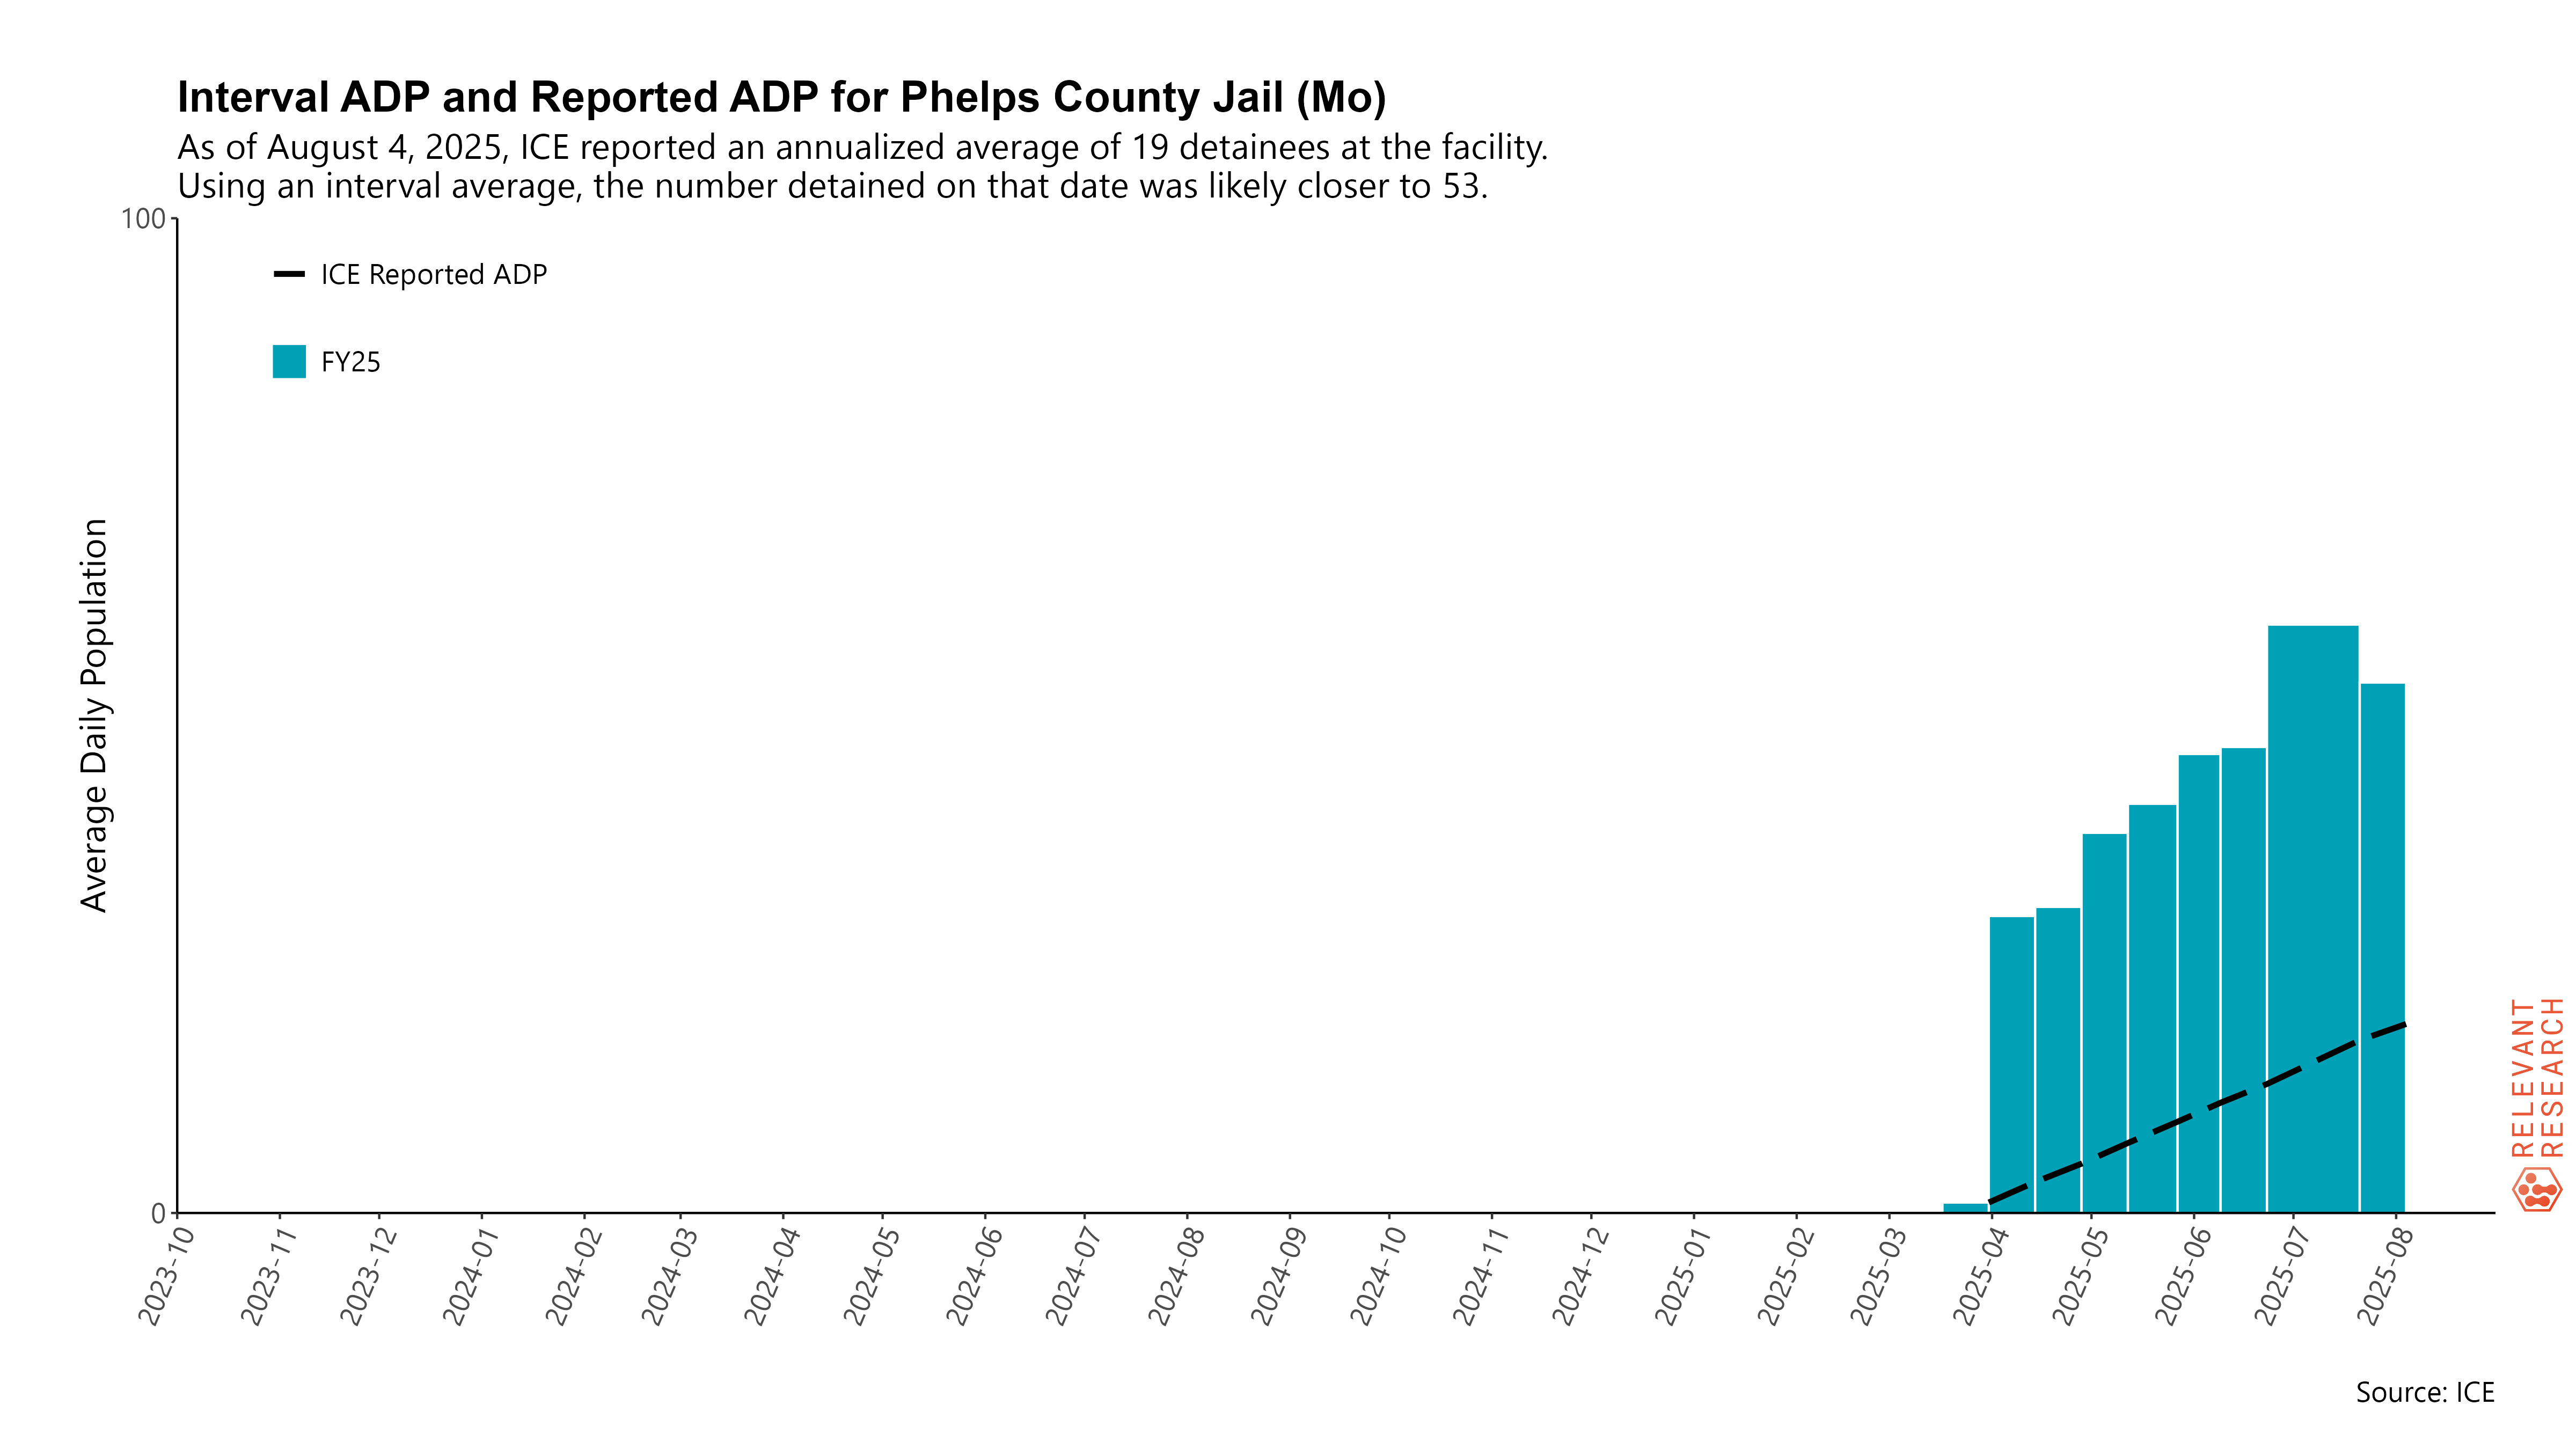 Interval ADP and Reported ADP for Phelps County Jail (Mo)
As of August 4, 2025, ICE reported an annualized average of 19 detainees at the facility.
Using an interval average, the number detained on that date was likely closer to 53.
100
ICE Reported ADP
FY25
Average Daily Population
0
2023-10
2023-11
2023-12
2024-01
2024-02
2024-03
2024-04
2024-05
2024-06
2024-07
2024-08
2024-09
2024-10
2024-11
2024-12
2025-01
2025-02
2025-03
2025-04
2025-05
2025-06
2025-07
2025-08
RELEVANT
RESEARCH
Source: ICE